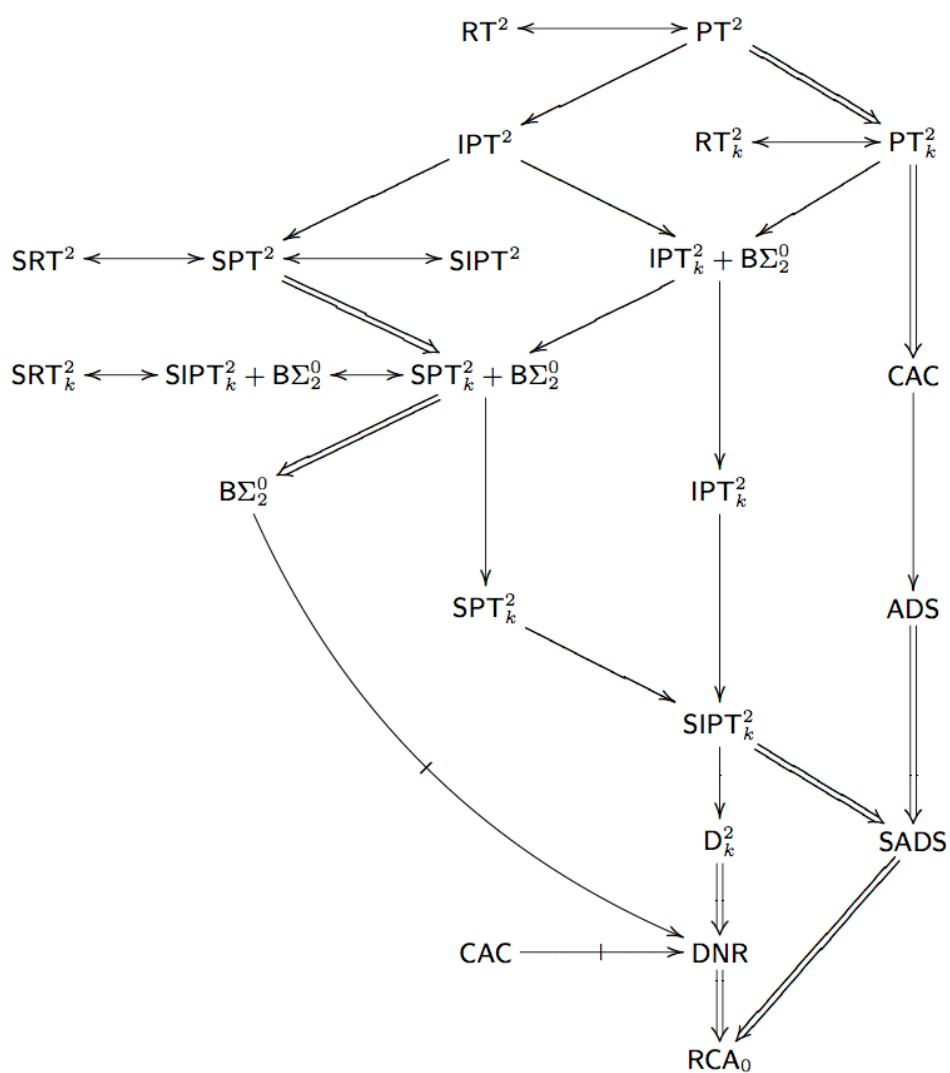 RT² PT²
IPT² RT²ₖ PT²ₖ
SRT² SPT² SIPT² IPT²ₖ + BΣ⁰₂
SRT²ₖ SIPT²ₖ + BΣ⁰₂ SPT²ₖ + BΣ⁰₂ CAC
BΣ⁰₂ IPT²ₖ
SPT²ₖ ADS
SIPT²ₖ
D²ₖ SADS
CAC DNR
RCA₀